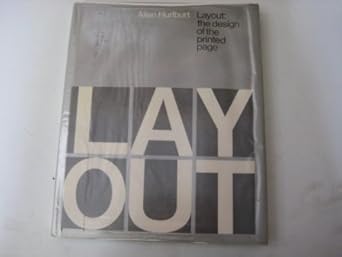 Allen Hurlburt
Layout:
the design
of the
printed
page
LAY
OUT